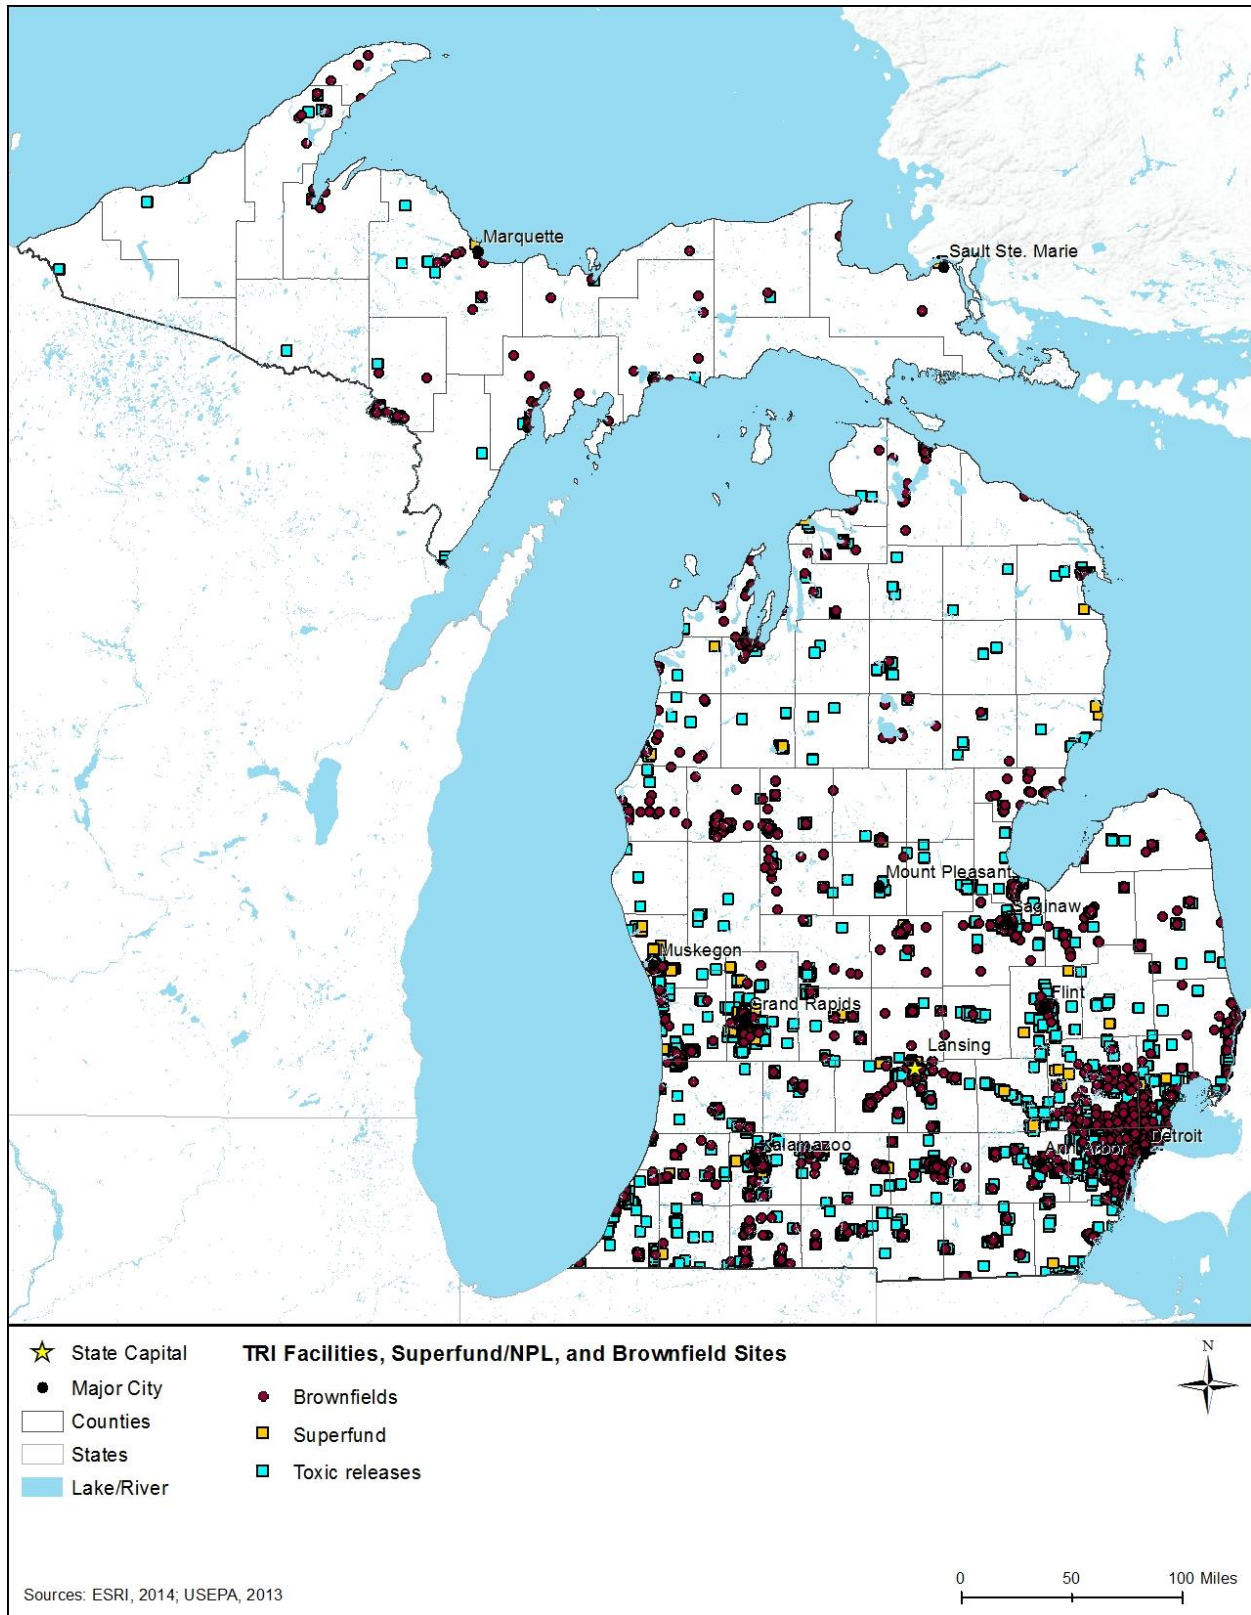 Marquette
Sault Ste. Marie
Mount Pleasant
Saginaw
Muskegon
Flint
Grand Rapids
Lansing
Detroit
Kalamazoo
Ann Arbor
State Capital
Major City
Counties
States
Lake/River
TRI Facilities, Superfund/NPL, and Brownfield Sites
Brownfields
Superfund
Toxic releases
N
Sources: ESRI, 2014; USEPA, 2013
0 50 100 Miles